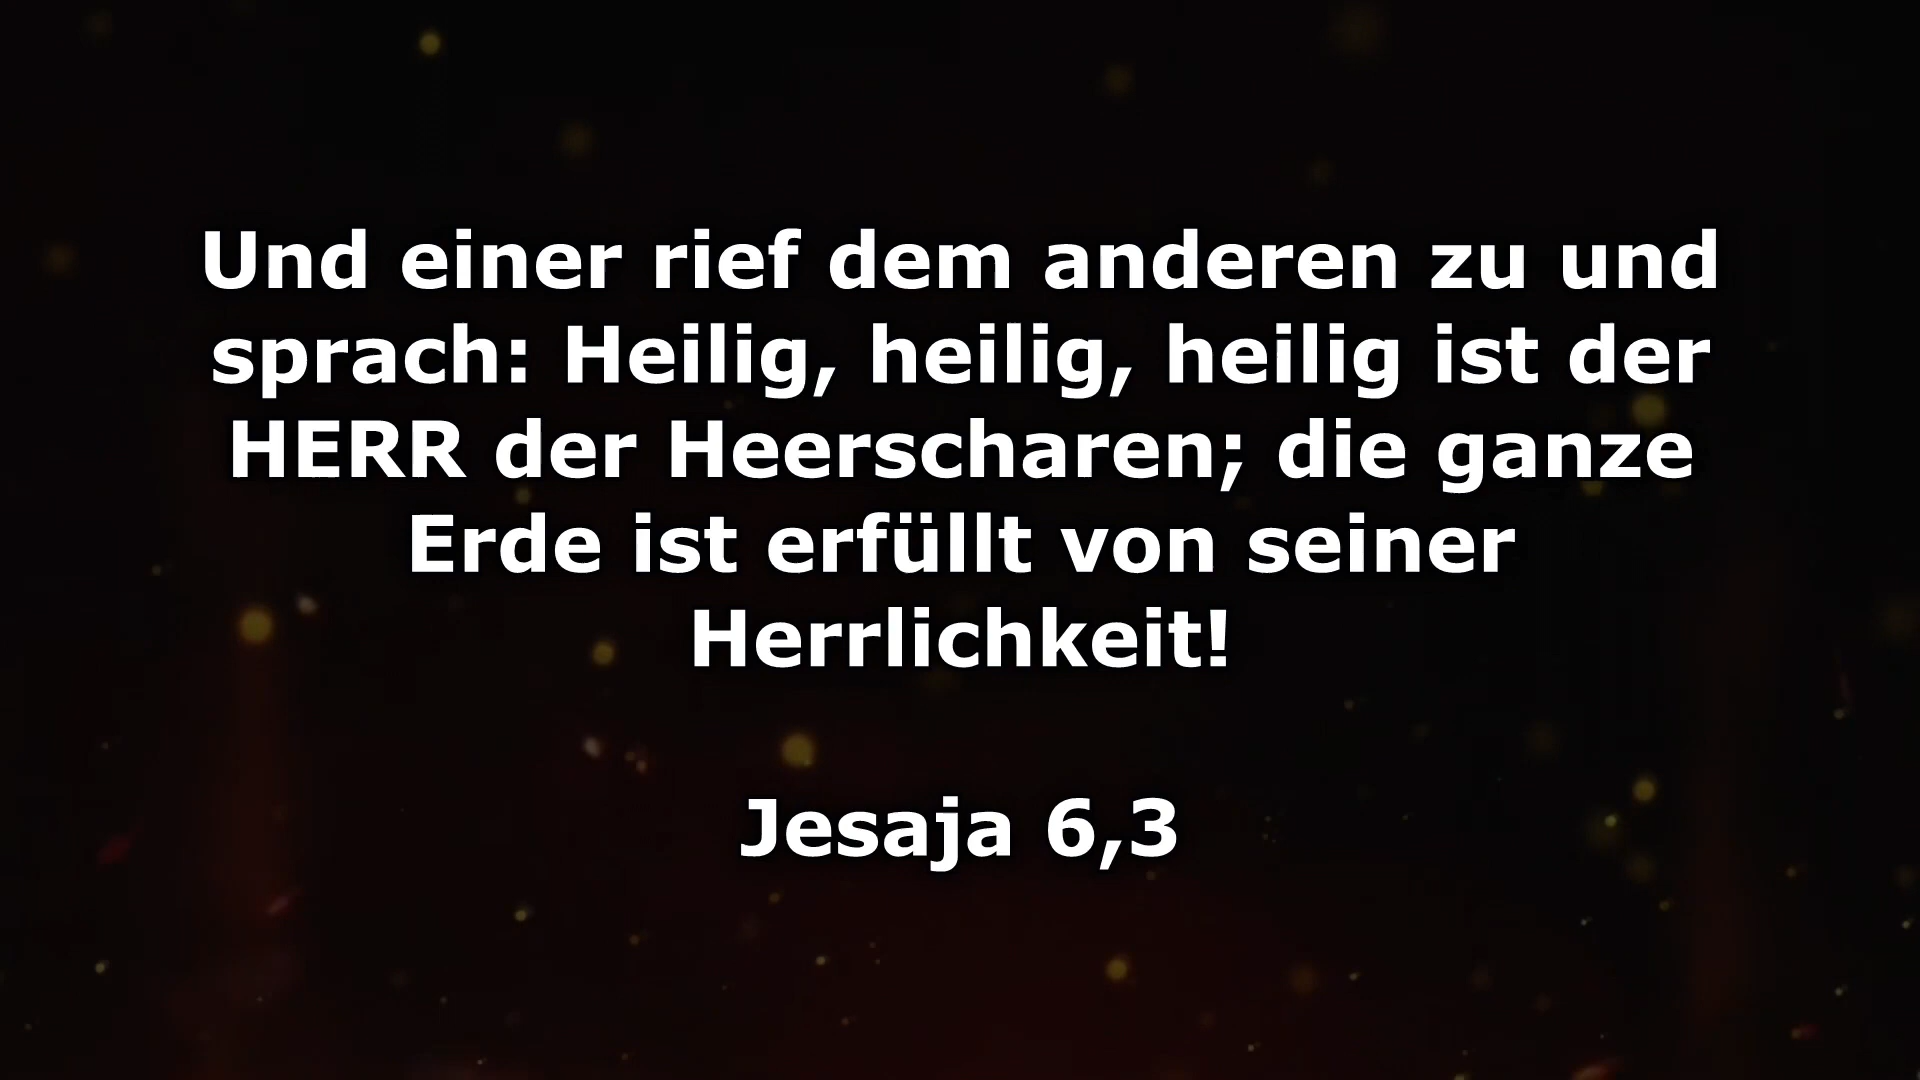 Und einer rief dem anderen zu und
sprach: Heilig, heilig, heilig ist der
HERR der Heerscharen; die ganze
Erde ist erfüllt von seiner
Herrlichkeit!
Jesaja 6,3